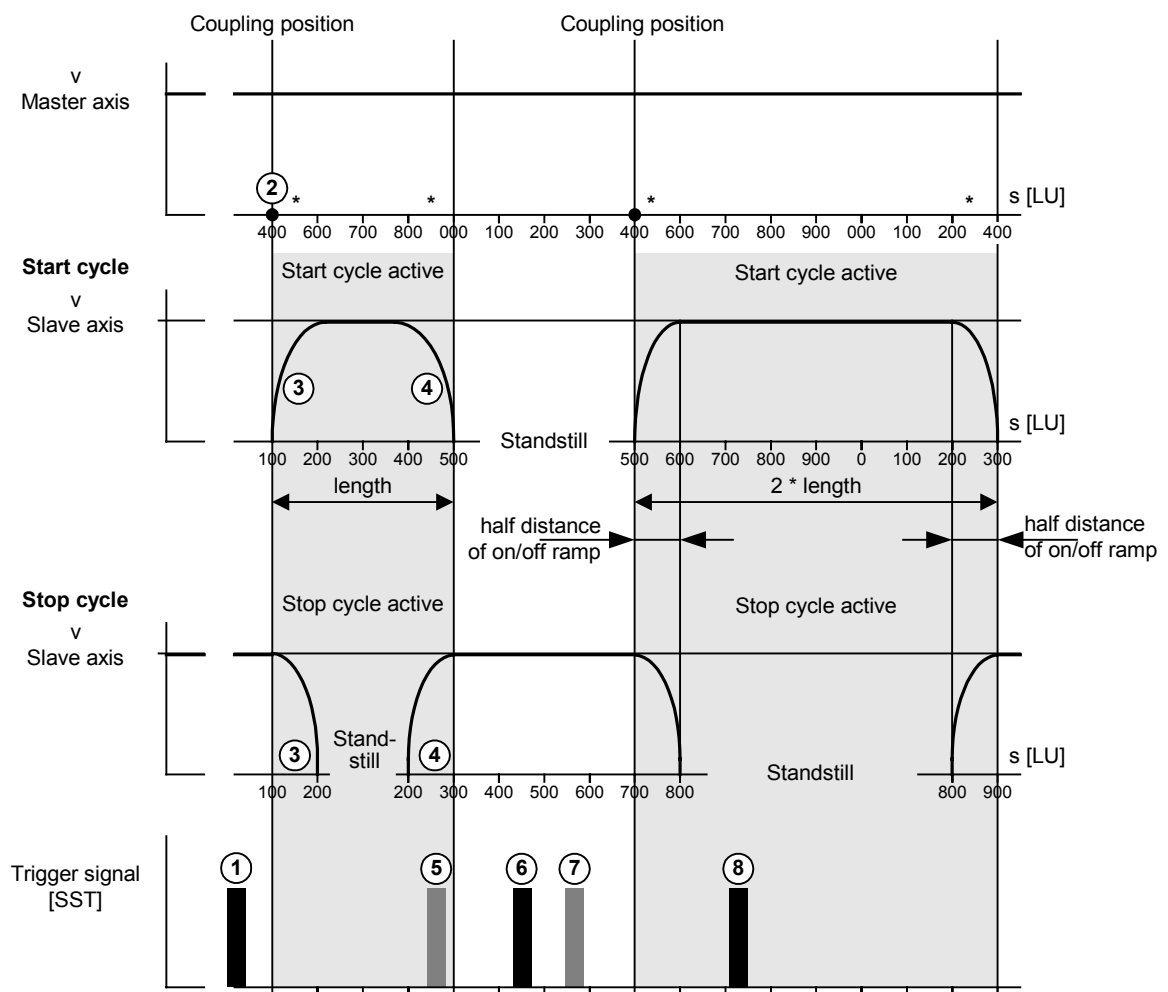 Coupling position Coupling position
v
Master axis
2 * * * * s [LU]
400 600 600 700 800 000 100 200 300 400 600 700 800 900 000 100 200 400
Start cycle Start cycle active Start cycle active
v
Slave axis
3 4
Standstill s [LU]
100 200 300 400 500 500 600 700 800 900 0 100 200 300
length 2 * length
half distance
of on/off ramp
half distance
of on/off ramp
Stop cycle Stop cycle active Stop cycle active
v
Slave axis
3 Stand-
still 4 Standstill s [LU]
100 200 200 300 400 500 600 700 800 800 900
Trigger signal
[SST]
1 5 6 7 8